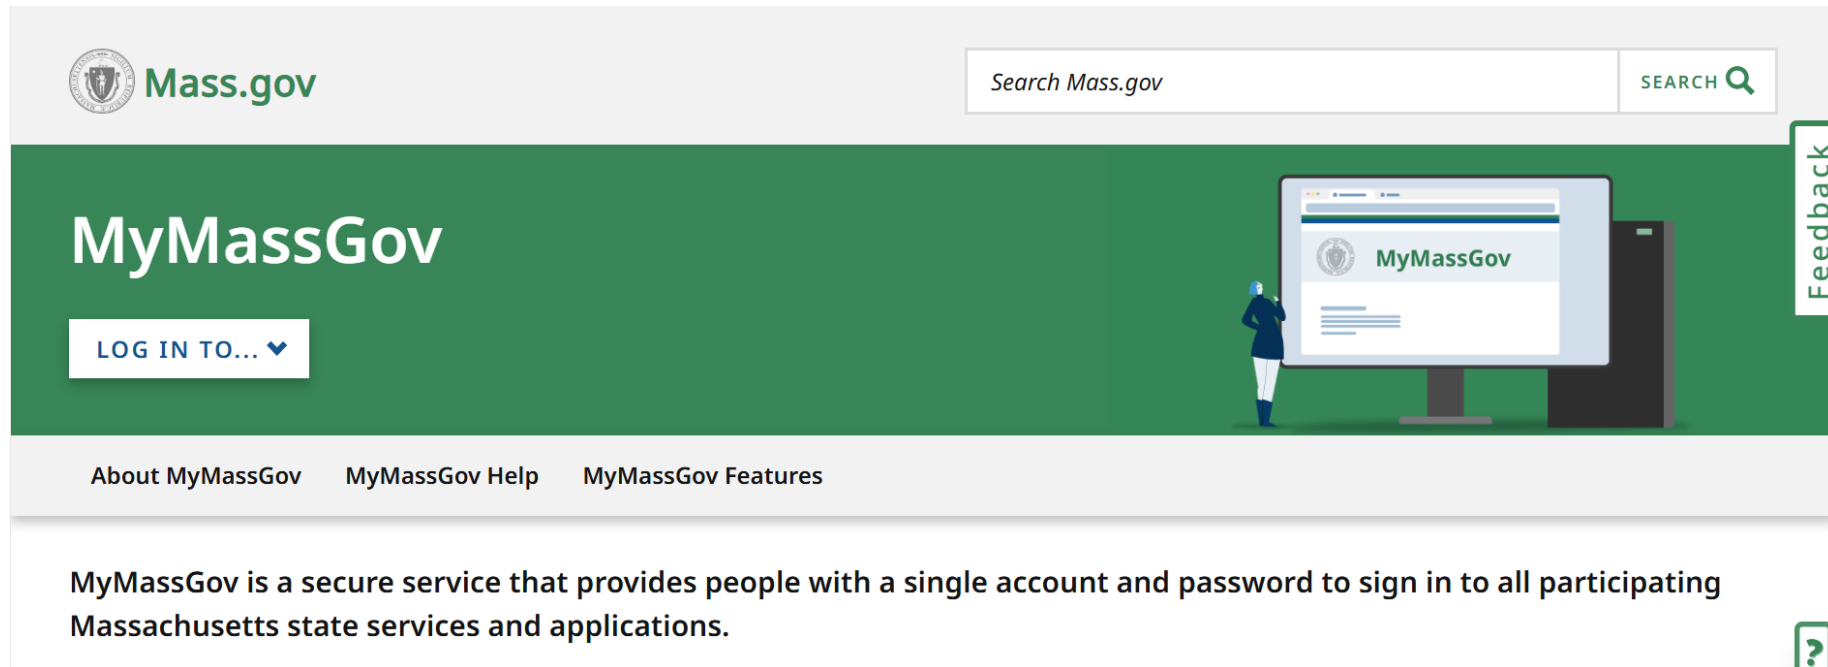 Mass.gov
Search Mass.gov
SEARCH
Feedback
MyMassGov
MyMassGov
LOG IN TO...
About MyMassGov MyMassGov Help MyMassGov Features
MyMassGov is a secure service that provides people with a single account and password to sign in to all participating
Massachusetts state services and applications.
?